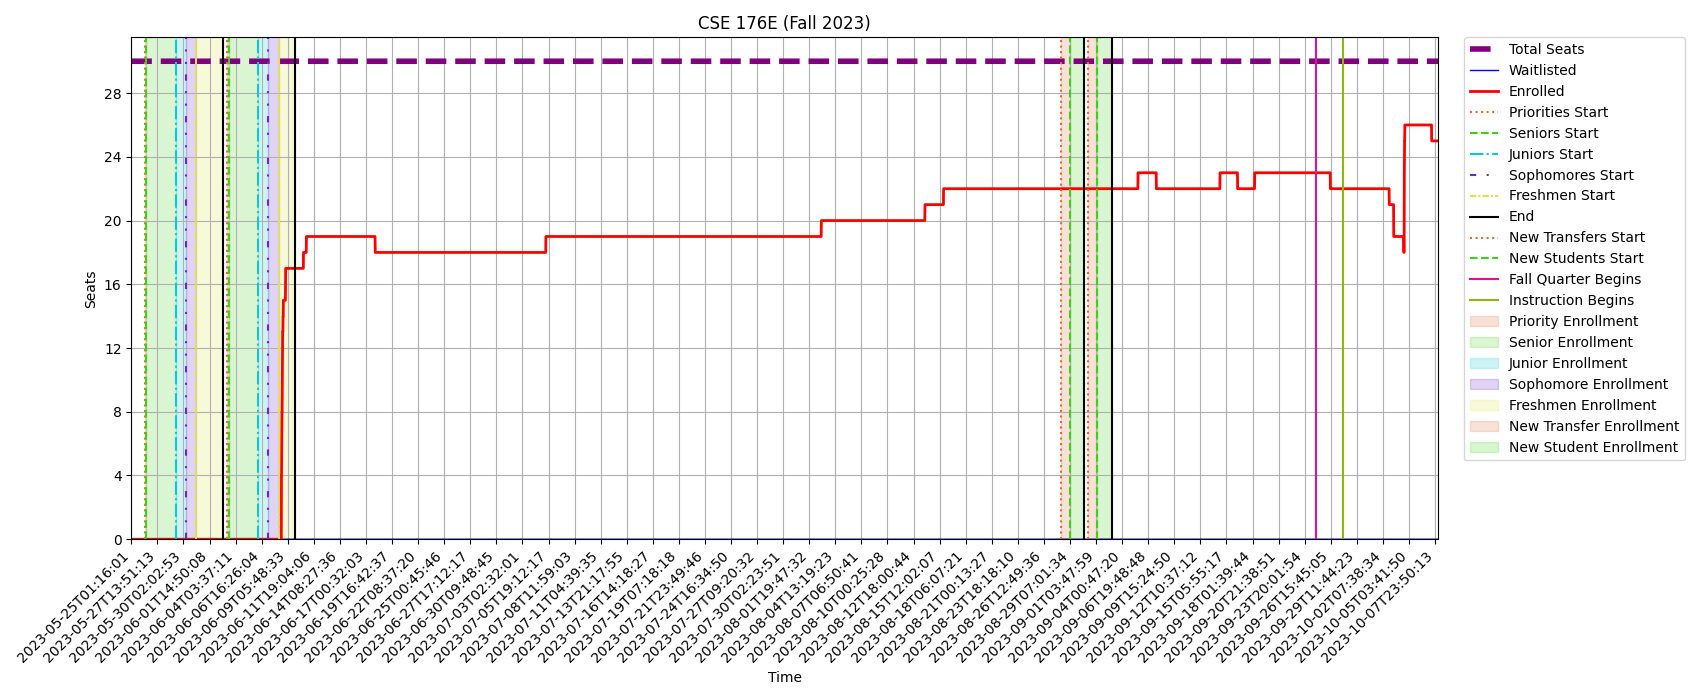 CSE 176E (Fall 2023)
Seats
28
24
20
16
12
8
4
0
2023-05-25T01:16:01
2023-05-27T13:51:13
2023-05-30T02:02:53
2023-06-01T14:50:08
2023-06-04T03:37:11
2023-06-06T16:26:04
2023-06-09T05:48:33
2023-06-11T19:04:06
2023-06-14T08:27:36
2023-06-17T00:32:03
2023-06-19T16:42:37
2023-06-22T08:37:20
2023-06-25T00:45:46
2023-06-27T17:12:17
2023-06-30T09:48:45
2023-07-03T02:32:01
2023-07-05T19:12:17
2023-07-08T11:59:03
2023-07-11T04:39:35
2023-07-13T21:17:55
2023-07-16T14:18:27
2023-07-19T07:18:18
2023-07-21T23:49:46
2023-07-24T16:34:50
2023-07-27T09:20:32
2023-07-30T02:23:51
2023-08-01T19:47:32
2023-08-04T13:19:23
2023-08-07T06:50:41
2023-08-10T00:25:28
2023-08-12T18:00:44
2023-08-15T12:02:07
2023-08-18T06:07:21
2023-08-21T00:13:27
2023-08-23T18:18:10
2023-08-26T12:49:36
2023-08-29T07:01:34
2023-09-01T03:47:59
2023-09-04T00:47:20
2023-09-06T19:48:48
2023-09-09T15:24:50
2023-09-12T10:37:12
2023-09-15T05:55:17
2023-09-18T01:39:44
2023-09-20T21:38:51
2023-09-23T20:01:54
2023-09-26T15:45:05
2023-09-29T11:44:23
2023-10-02T07:38:34
2023-10-05T03:41:50
2023-10-07T23:50:13
Time
Total Seats
Waitlisted
Enrolled
Priorities Start
Seniors Start
Juniors Start
Sophomores Start
Freshmen Start
End
New Transfers Start
New Students Start
Fall Quarter Begins
Instruction Begins
Priority Enrollment
Senior Enrollment
Junior Enrollment
Sophomore Enrollment
Freshmen Enrollment
New Transfer Enrollment
New Student Enrollment